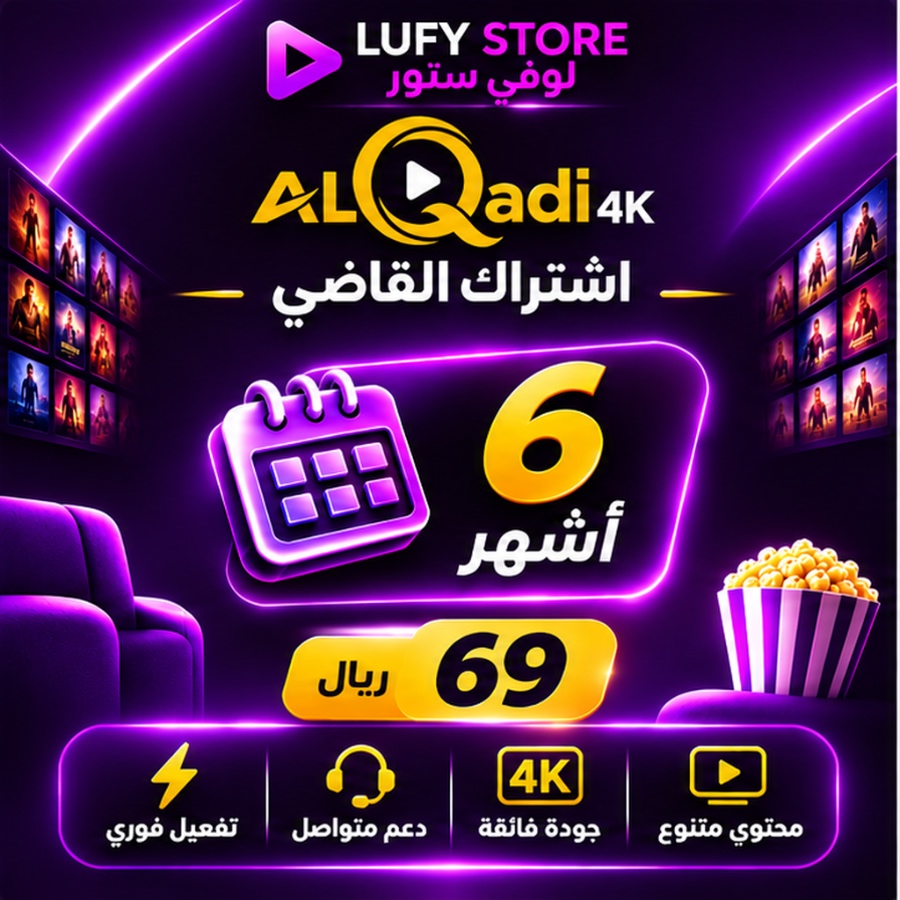 LUFY STORE
لوفي ستور
ALQadi 4K
اشتراك القاضي
6
أشهر
69 ريال
محتوي متنوع
4K
جودة فائقة
دعم متواصل
تفعيل فوري